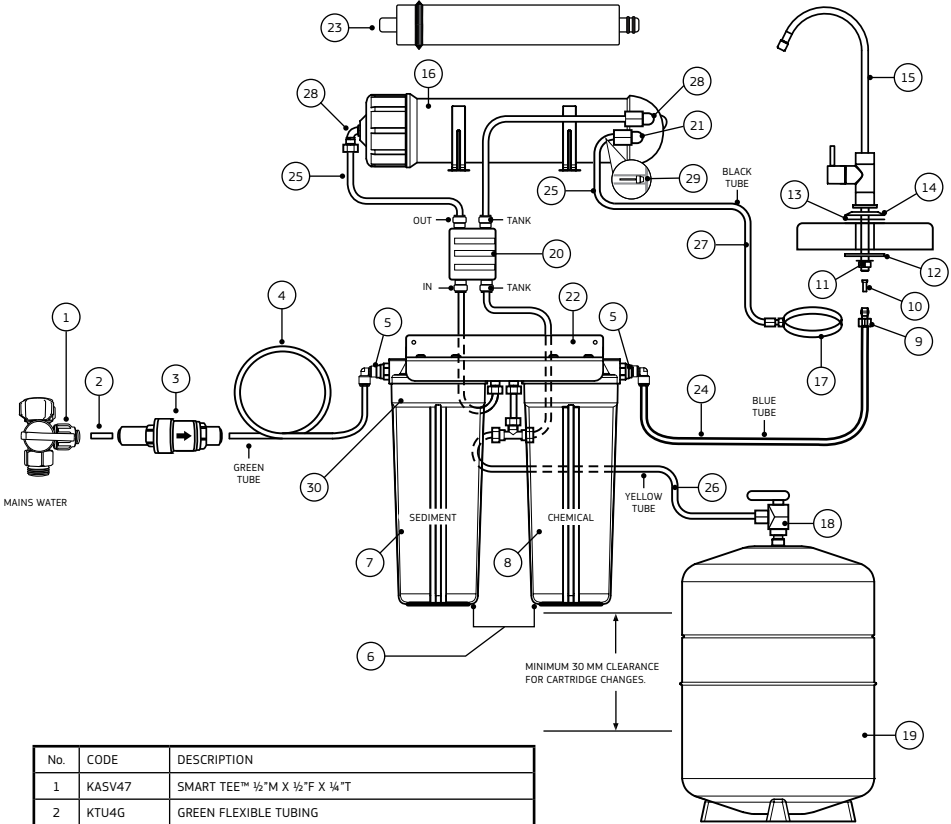 23
16
28
28
15
21
25
25
29
BLACK
TUBE
13
14
OUT
TANK
20
27
12
IN
TANK
11
10
4
22
1
5
5
9
2
3
17
24
BLUE
TUBE
GREEN
TUBE
30
26
YELLOW
TUBE
MAINS WATER
SEDIMENT
CHEMICAL
18
7
8
6
MINIMUM 30 MM CLEARANCE
FOR CARTRIDGE CHANGES.
19
No. CODE DESCRIPTION
1 KASV47 SMART TEE™ ½”M X ½”F X ¼”T
2 KTU4G GREEN FLEXIBLE TUBING